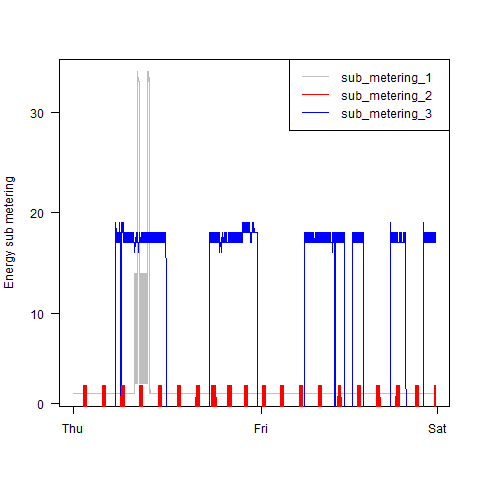 sub_metering_1
sub_metering_2
sub_metering_3
Energy sub metering
30
20
10
0
Thu Fri Sat